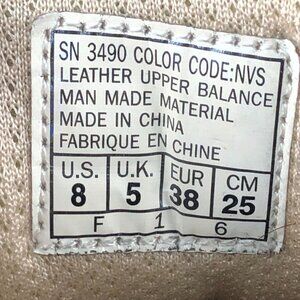 SN 3490 COLOR CODE:NVS
LEATHER UPPER BALANCE
MAN MADE MATERIAL
MADE IN CHINA
FABRIQUE EN CHINE
U.S. U.K. EUR CM
8 5 38 25
F 1 6